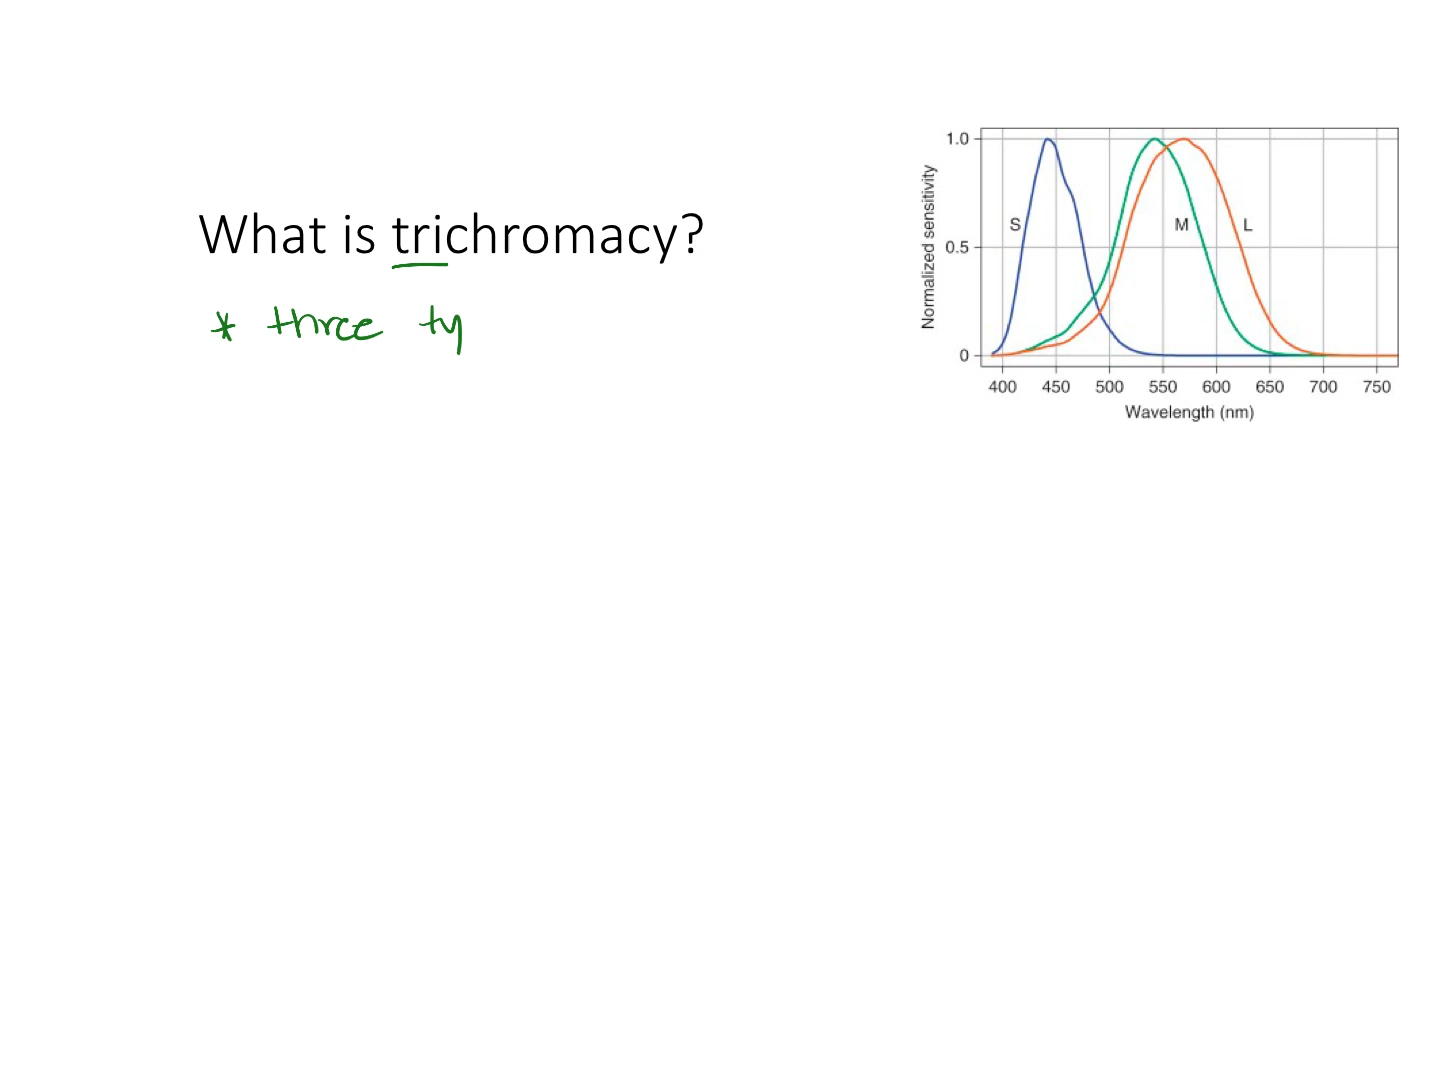 What is trichromacy?
* three ty
1.0
0.5
0
Normalized sensitivity
S
M
L
400 450 500 550 600 650 700 750
Wavelength (nm)